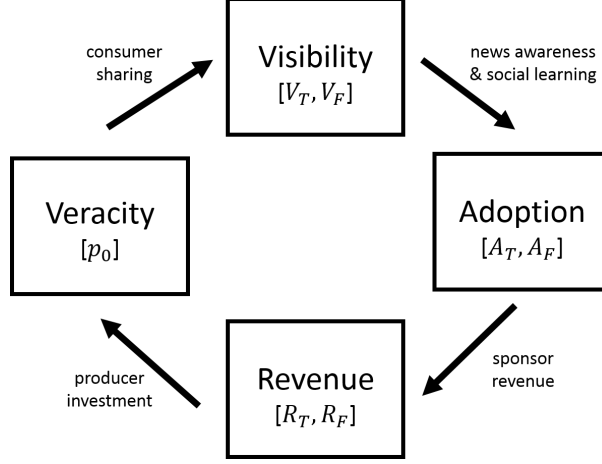 consumer
sharing
Visibility
[V_T, V_F]
news awareness
& social learning
Veracity
[p_0]
Adoption
[A_T, A_F]
producer
investment
Revenue
[R_T, R_F]
sponsor
revenue